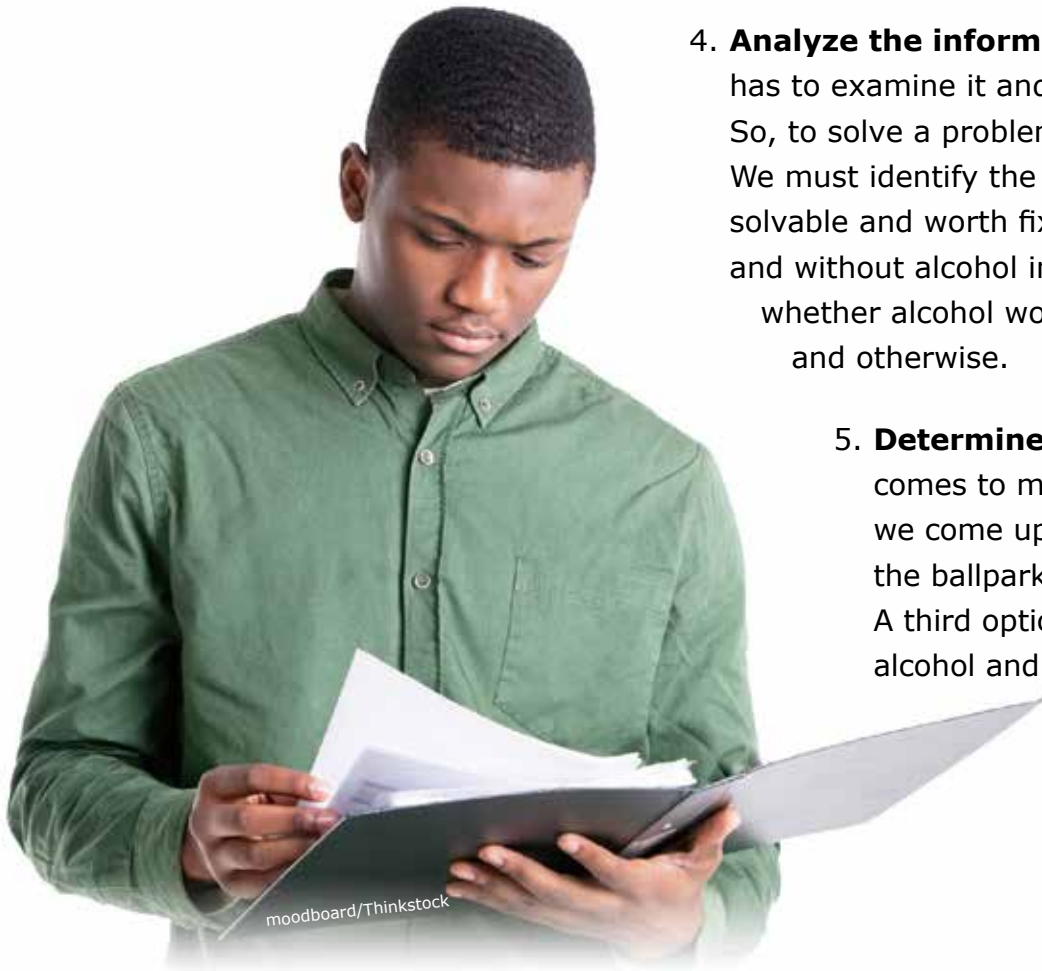 4. Analyze the inform
has to examine it and
So, to solve a problem
We must identify the
solvable and worth fix
and without alcohol in
whether alcohol wo
and otherwise.
5. Determine
comes to m
we come up
the ballpark
A third optio
alcohol and
moodboard/Thinkstock